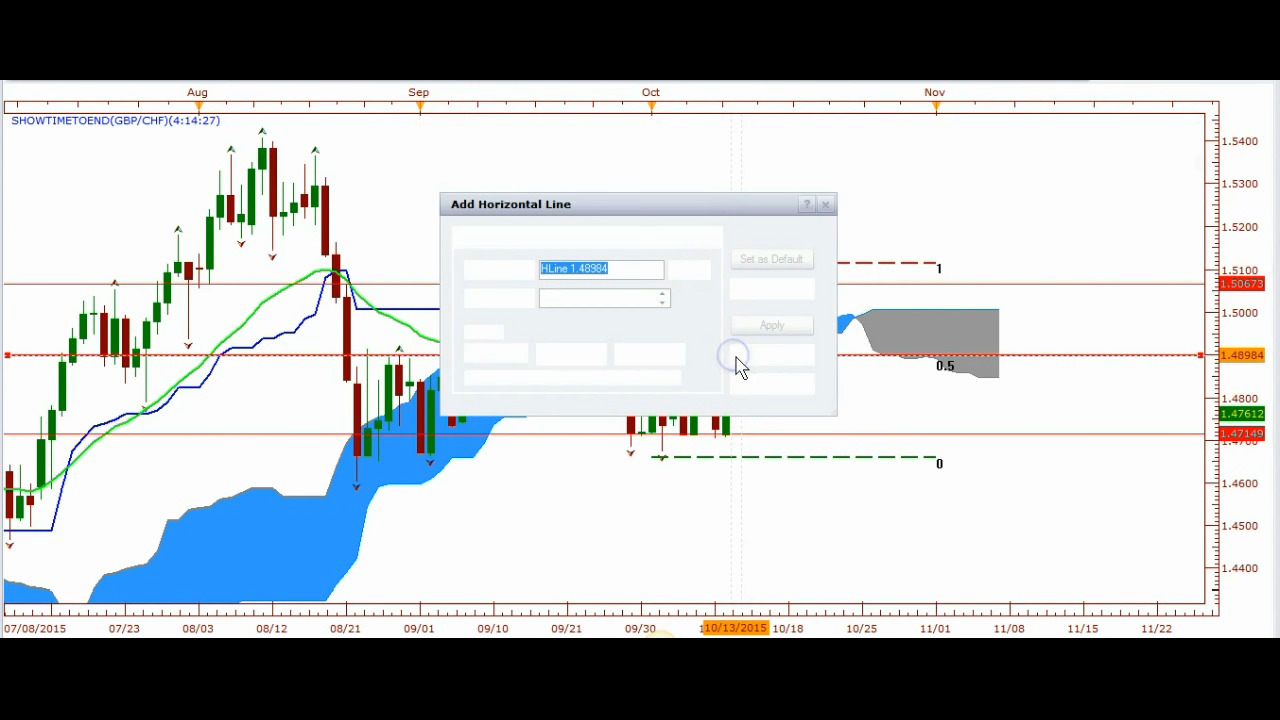 Aug Sep Oct Nov
SHOWTIMETOEND(GBP/CHF)(4:14:27)
1.5400
1.5300
1.5200
Add Horizontal Line ? x
Set as Default
HLine 1.48984
Apply
1
1.5100
1.50673
1.5000
1.48984
0.5
1.4800
1.47612
1.47149
0
1.4600
1.4500
1.4400
07/08/2015 07/23 08/03 08/12 08/21 09/01 09/10 09/21 09/30 10/13/2015 10/18 10/25 11/01 11/08 11/15 11/22